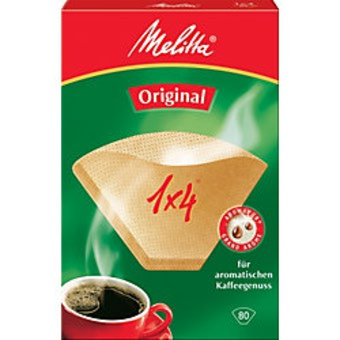 Melitta®
Original
1x4®
für
aromatischen
Kaffeegenuss
80